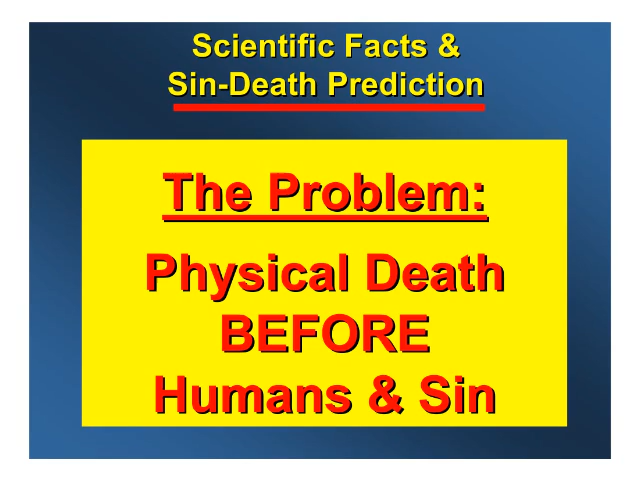 Scientific Facts &
Sin-Death Prediction
The Problem:
Physical Death
BEFORE
Humans & Sin